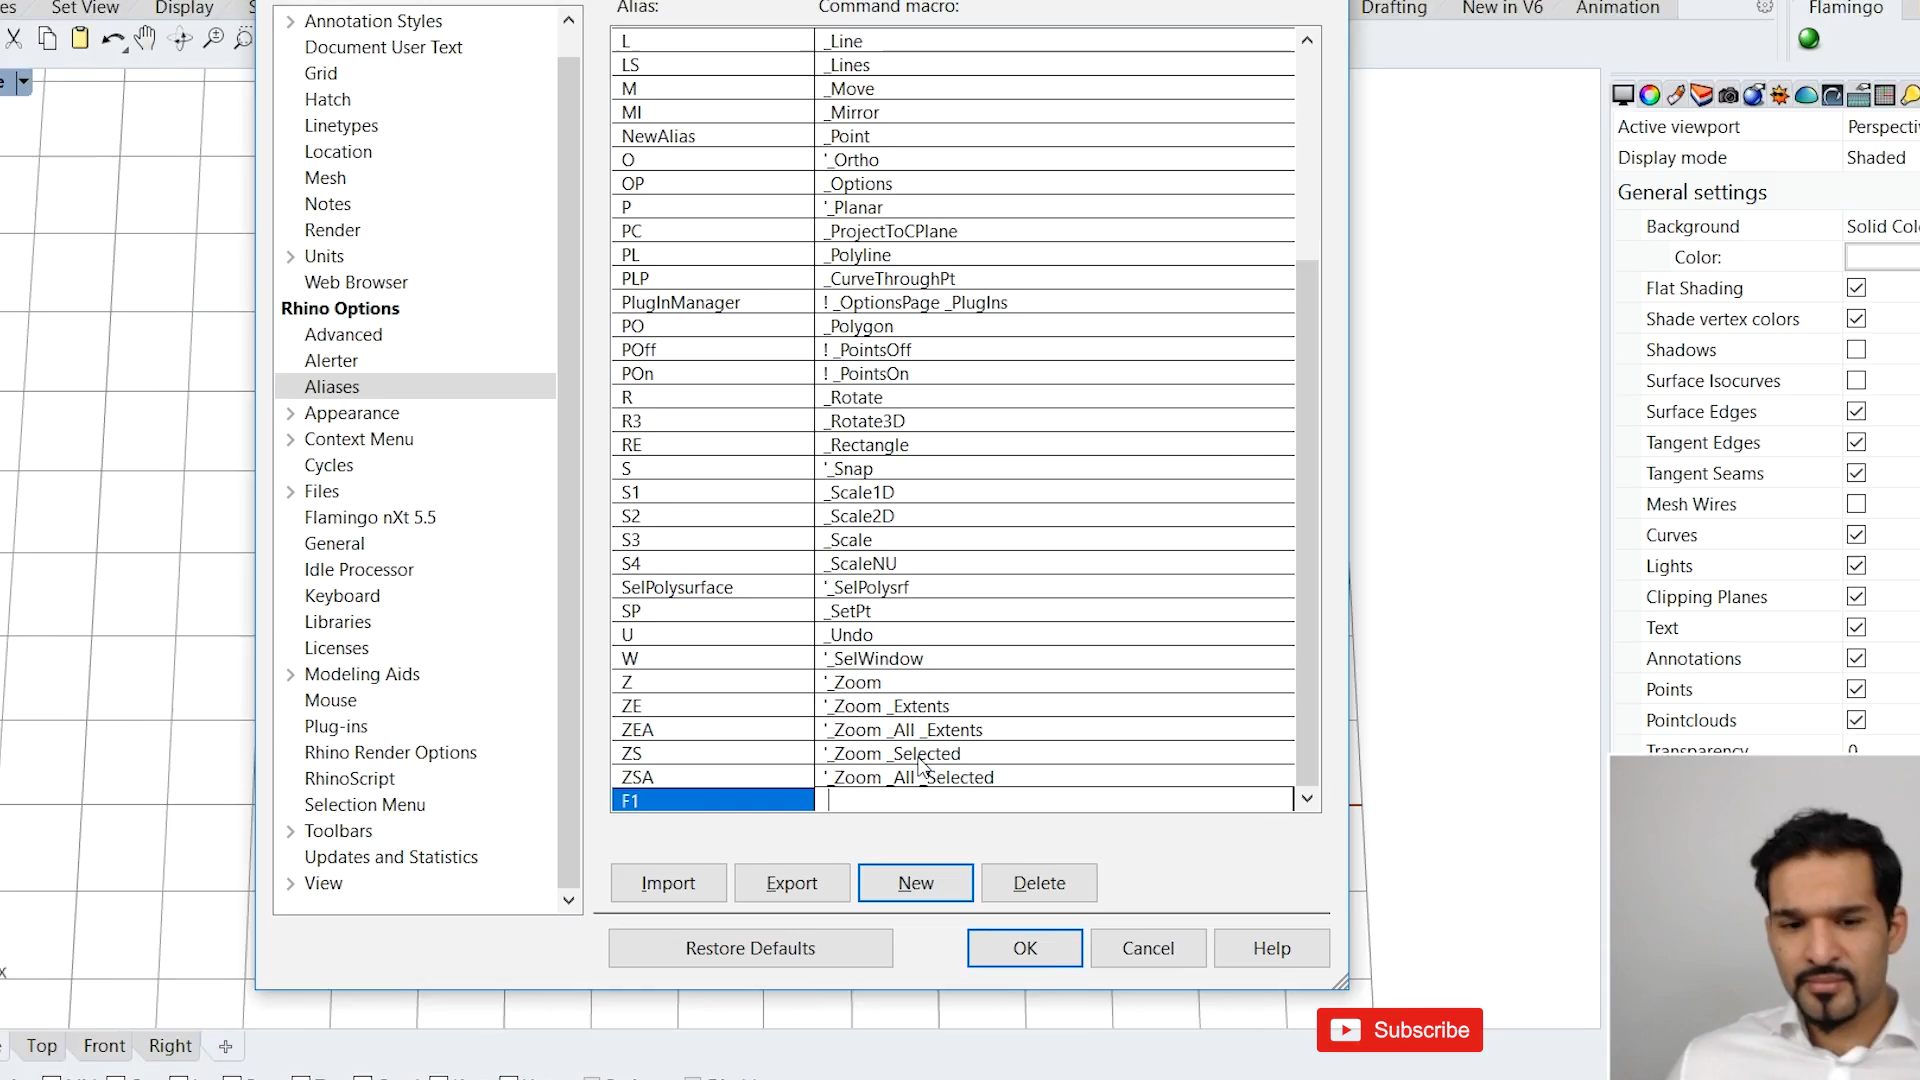 Set View
Display
Drafting
New in V6
Animation
Flamingo
Alias:
Command macro:
Annotation Styles
Document User Text
Grid
Hatch
Linetypes
Location
Mesh
Notes
Render
Units
Web Browser
Rhino Options
Advanced
Alerter
Aliases
Appearance
Context Menu
Cycles
Files
Flamingo nXt 5.5
General
Idle Processor
Keyboard
Libraries
Licenses
Modeling Aids
Mouse
Plug-ins
Rhino Render Options
RhinoScript
Selection Menu
Toolbars
Updates and Statistics
View
L _Line
LS _Lines
M _Move
MI _Mirror
NewAlias _Point
O '_Ortho
OP _Options
P '_Planar
PC _ProjectToCPlane
PL _Polyline
PLP _CurveThroughPt
PlugInManager ! _OptionsPage _PlugIns
PO _Polygon
POff ! _PointsOff
POn ! _PointsOn
R _Rotate
R3 _Rotate3D
RE _Rectangle
S '_Snap
S1 _Scale1D
S2 _Scale2D
S3 _Scale
S4 _ScaleNU
SelPolysurface '_SelPolysrf
SP _SetPt
U _Undo
W '_SelWindow
Z '_Zoom
ZE '_Zoom _Extents
ZEA '_Zoom _All _Extents
ZS '_Zoom _Selected
ZSA '_Zoom _All _Selected
F1
Import
Export
New
Delete
Restore Defaults
OK
Cancel
Help
Active viewport Perspecti
Display mode Shaded
General settings
Background Solid Col
Color:
Flat Shading
Shade vertex colors
Shadows
Surface Isocurves
Surface Edges
Tangent Edges
Tangent Seams
Mesh Wires
Curves
Lights
Clipping Planes
Text
Annotations
Points
Pointclouds
Transparency 0
Subscribe
x
Top
Front
Right